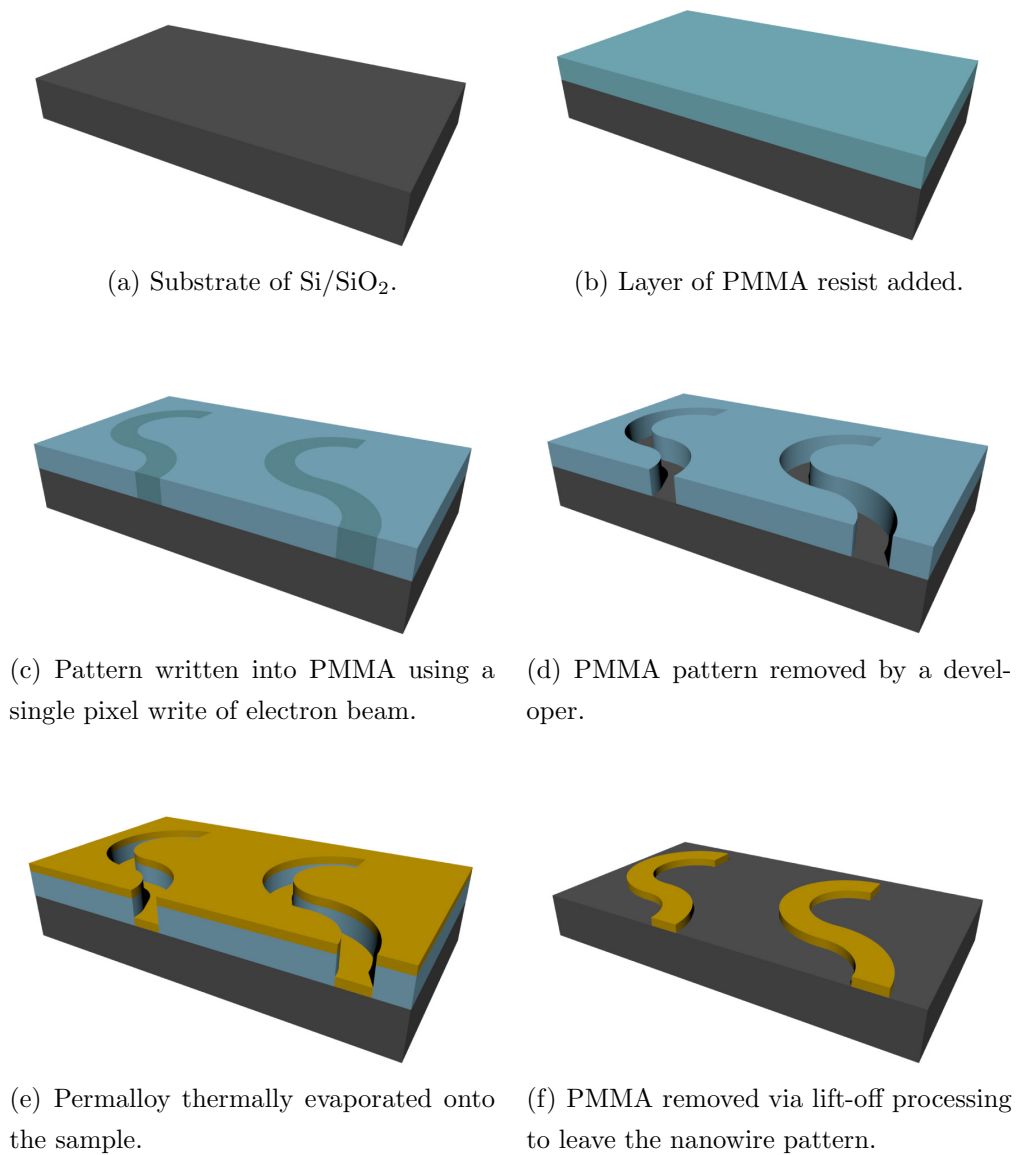 (a) Substrate of Si/SiO₂.
(b) Layer of PMMA resist added.
(c) Pattern written into PMMA using a
single pixel write of electron beam.
(d) PMMA pattern removed by a devel-
oper.
(e) Permalloy thermally evaporated onto
the sample.
(f) PMMA removed via lift-off processing
to leave the nanowire pattern.